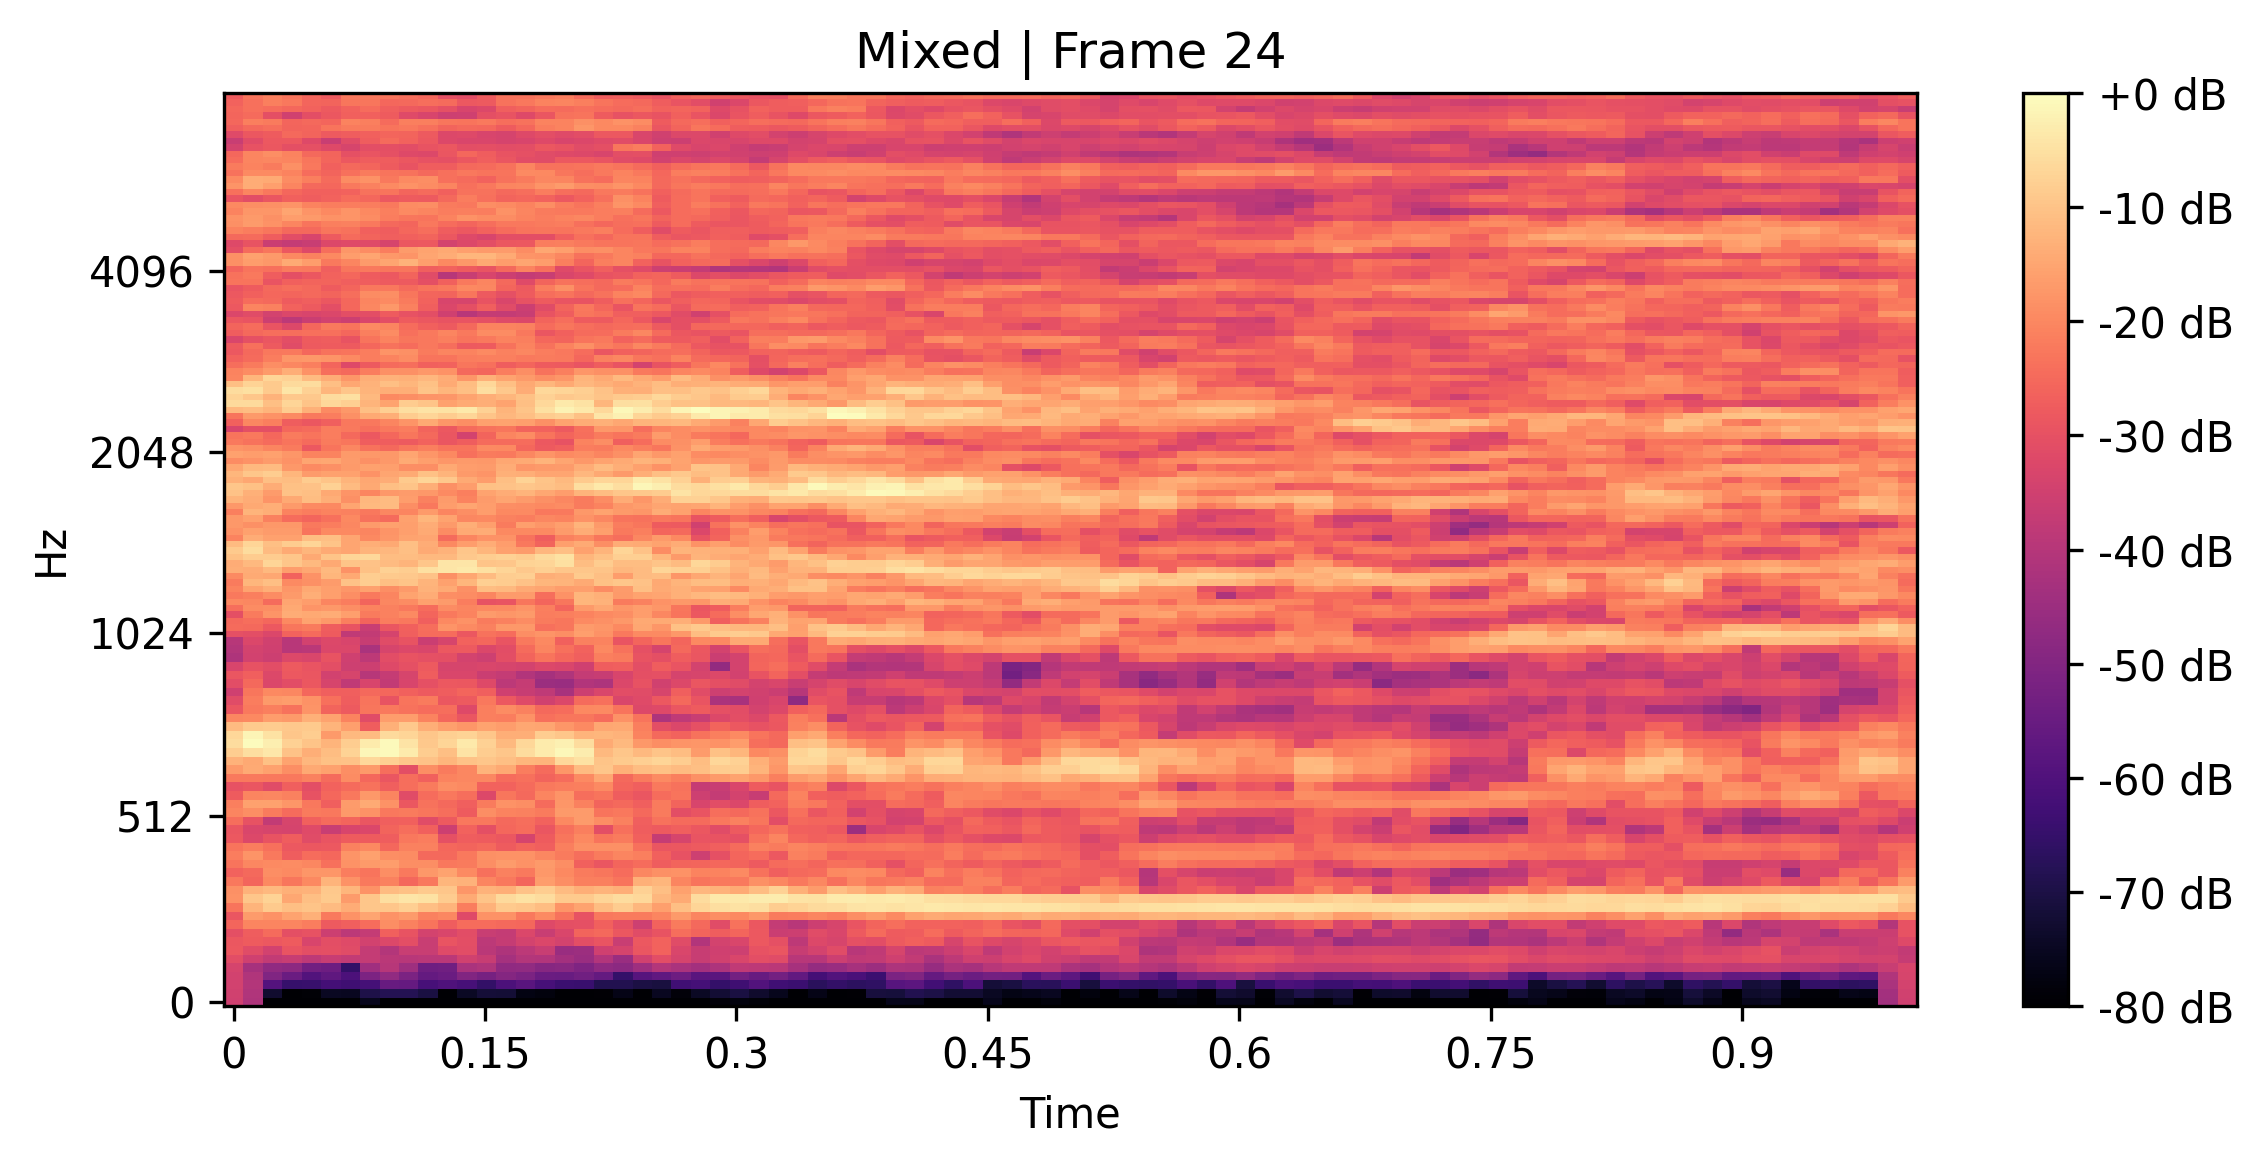 Mixed | Frame 24
+0 dB
-10 dB
-20 dB
-30 dB
-40 dB
-50 dB
-60 dB
-70 dB
-80 dB
Hz
4096
2048
1024
512
0
0 0.15 0.3 0.45 0.6 0.75 0.9
Time